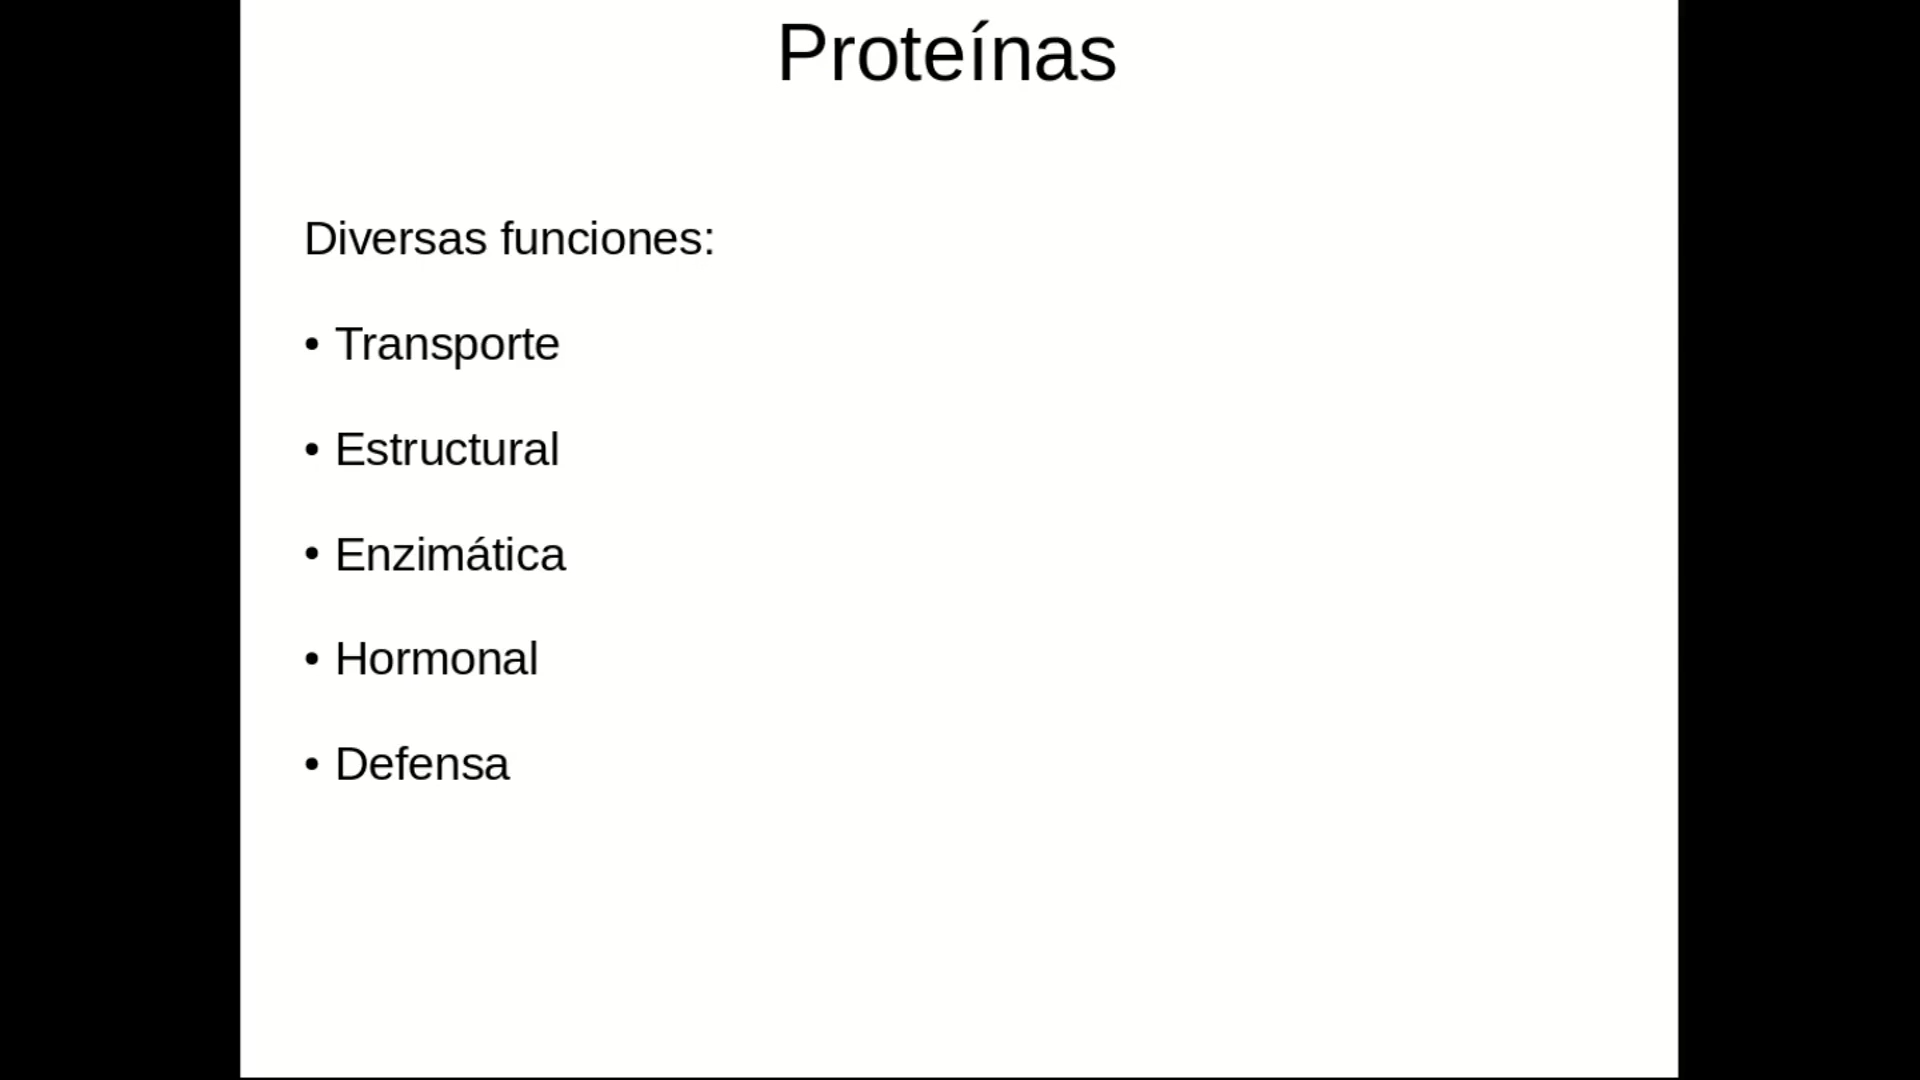 Proteínas
Diversas funciones:
• Transporte
• Estructural
• Enzimática
• Hormonal
• Defensa